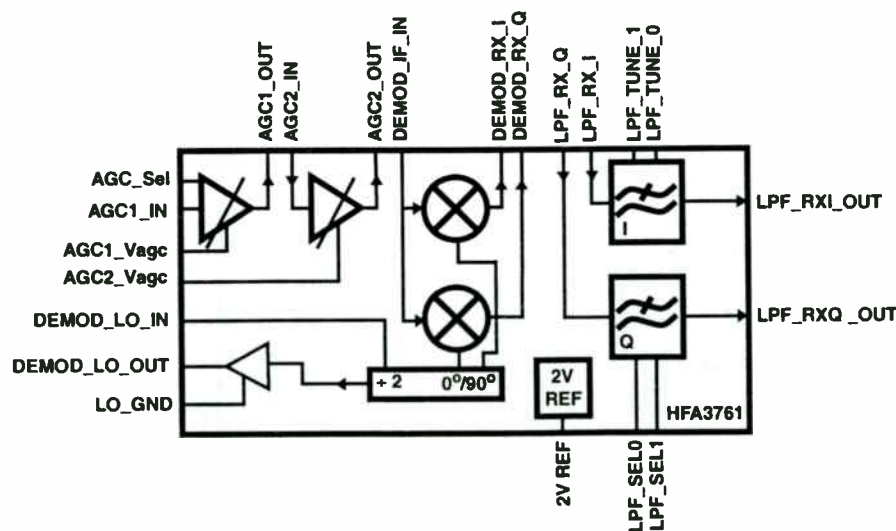 AGC1_OUT
AGC2_IN
AGC2_OUT
DEMOD_IF_IN
DEMOD_RX_I
DEMOD_RX_Q
LPF_RX_Q
LPF_RX_I
LPF_TUNE_1
LPF_TUNE_0
AGC_Sel
AGC1_IN
AGC1_Vagc
AGC2_Vagc
DEMOD_LO_IN
DEMOD_LO_OUT
LO_GND
÷ 2
0°/90°
2V
REF
I
Q
LPF_RXI_OUT
LPF_RXQ _OUT
HFA3761
2V REF
LPF_SEL0
LPF_SEL1